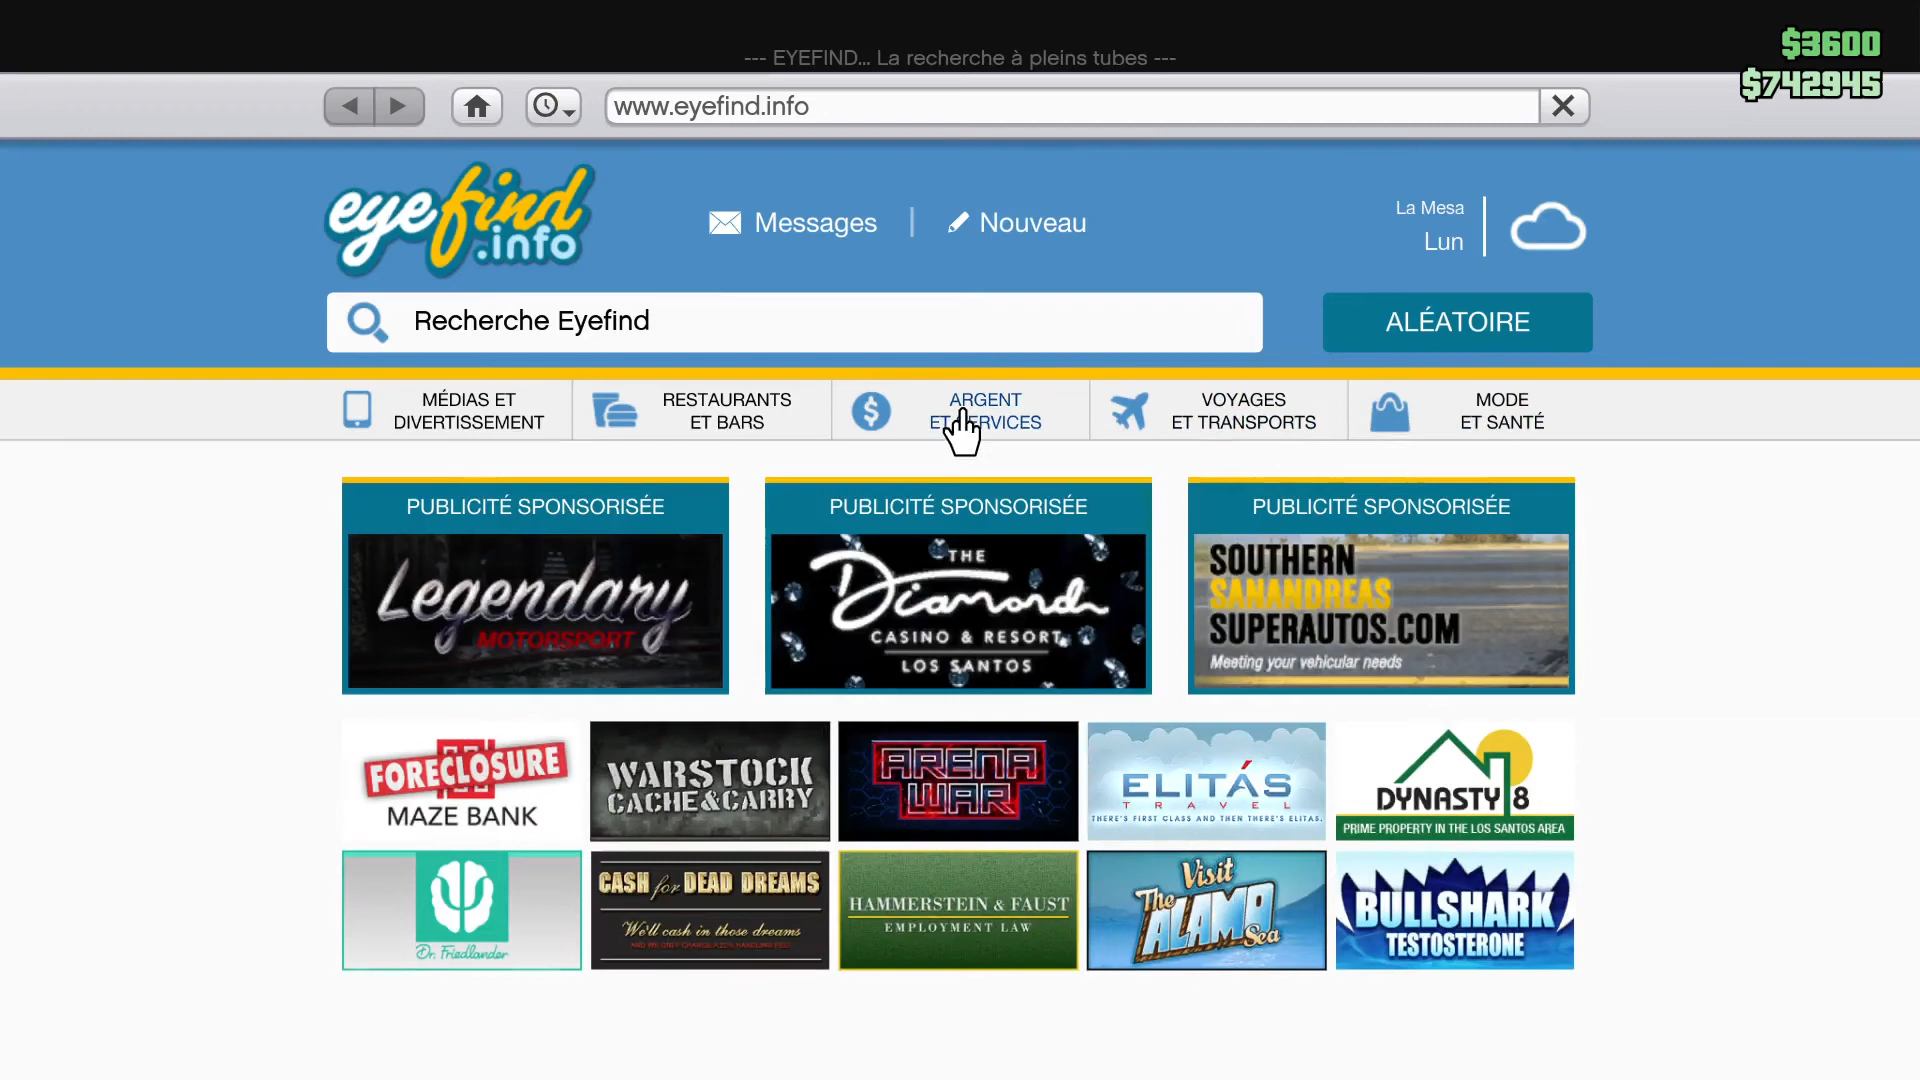 --- EYEFIND... La recherche à pleins tubes ---
$3600
$742945
www.eyefind.info
eyefind
.info
Messages
Nouveau
La Mesa
Lun
Recherche Eyefind
ALÉATOIRE
MÉDIAS ET
DIVERTISSEMENT
RESTAURANTS
ET BARS
ARGENT
ET SERVICES
VOYAGES
ET TRANSPORTS
MODE
ET SANTÉ
PUBLICITÉ SPONSORISÉE
Legendary
MOTORSPORT
PUBLICITÉ SPONSORISÉE
THE
Diamond
CASINO & RESORT
LOS SANTOS
PUBLICITÉ SPONSORISÉE
SOUTHERN
SANANDREAS
SUPERAUTOS.COM
Meeting your vehicular needs
FORECLOSURE
MAZE BANK
WARSTOCK
CACHE&CARRY
ARENA
WAR
ELITÁS
TRAVEL
THERE'S FIRST CLASS AND THEN THERE'S ELITAS.
DYNASTY 8
PRIME PROPERTY IN THE LOS SANTOS AREA
Dr. Friedlander
CASH for DEAD DREAMS
We'll cash in those dreams
HAMMERSTEIN & FAUST
EMPLOYMENT LAW
Visit
The
ALAMO
Sea
BULLSHARK
TESTOSTERONE